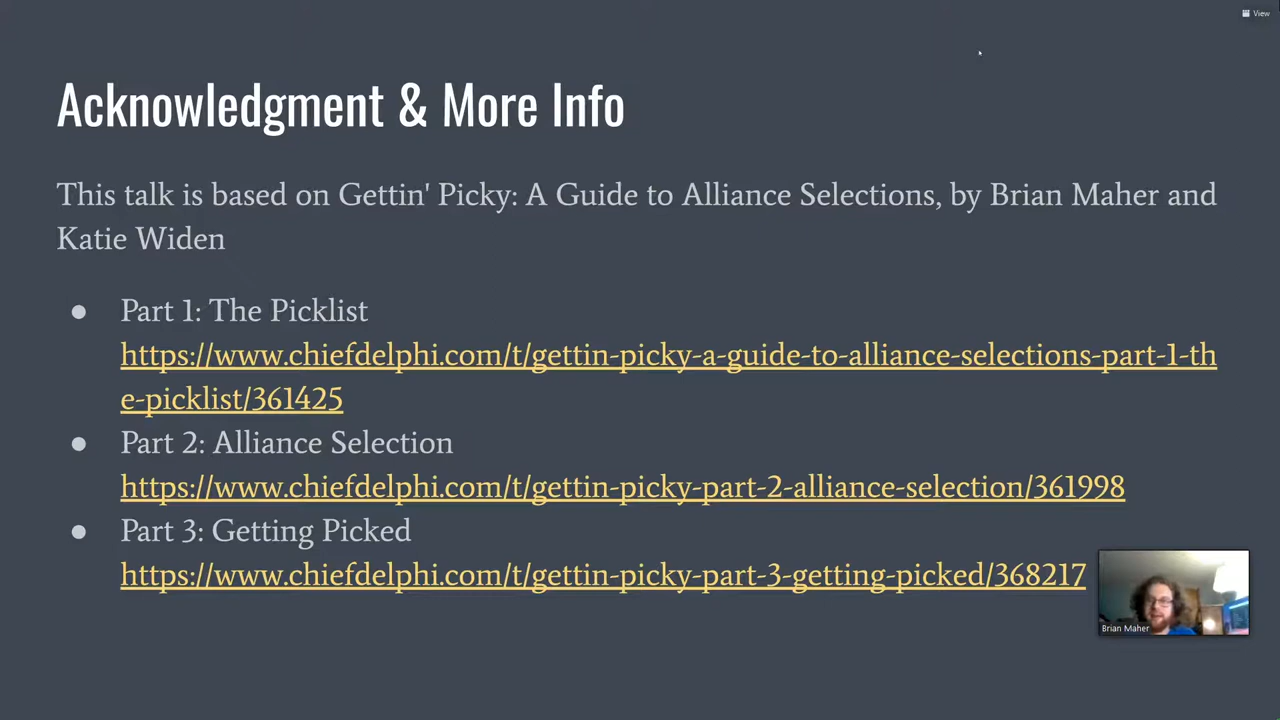 View
Acknowledgment & More Info
This talk is based on Gettin' Picky: A Guide to Alliance Selections, by Brian Maher and
Katie Widen
● Part 1: The Picklist
https://www.chiefdelphi.com/t/gettin-picky-a-guide-to-alliance-selections-part-1-th
e-picklist/361425
● Part 2: Alliance Selection
https://www.chiefdelphi.com/t/gettin-picky-part-2-alliance-selection/361998
● Part 3: Getting Picked
https://www.chiefdelphi.com/t/gettin-picky-part-3-getting-picked/368217
Brian Maher